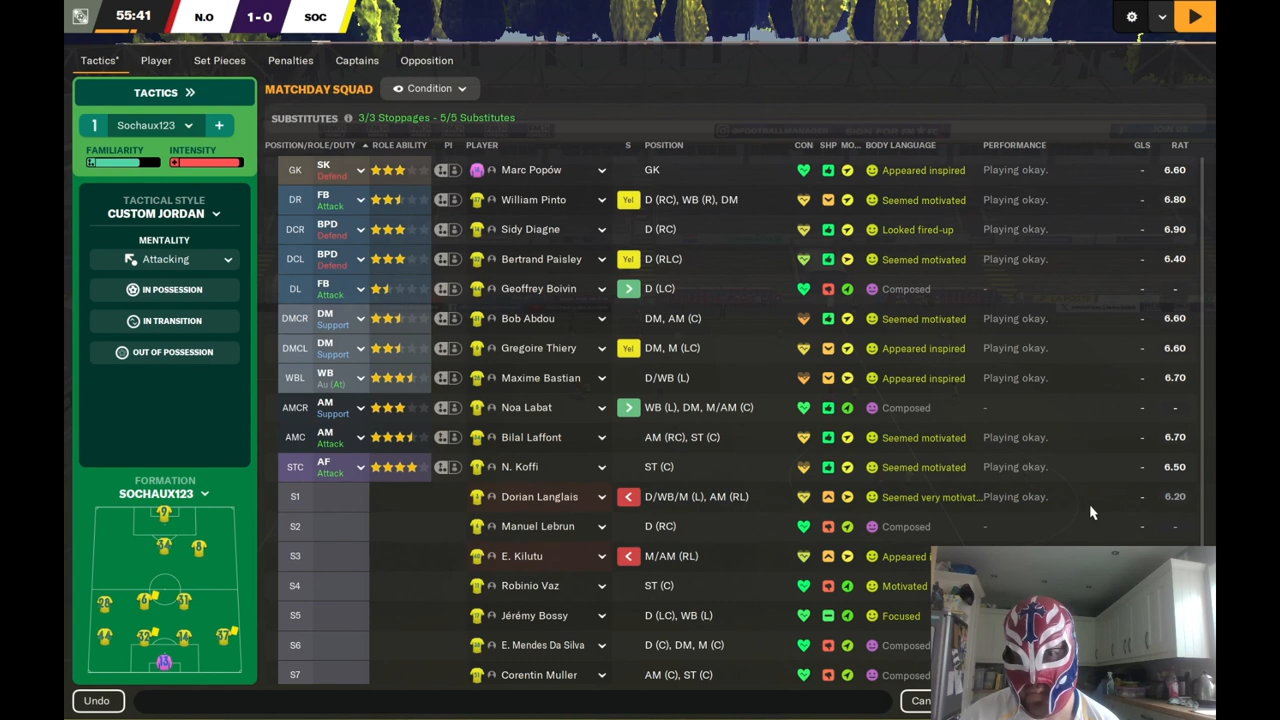 55:41 N.O 1-0 SOC
Tactics* Player Set Pieces Penalties Captains Opposition
TACTICS
1 Sochaux123 +
FAMILIARITY INTENSITY
TACTICAL STYLE
CUSTOM JORDAN
MENTALITY
Attacking
IN POSSESSION
IN TRANSITION
OUT OF POSSESSION
FORMATION
SOCHAUX123
MATCHDAY SQUAD Condition
SUBSTITUTES 3/3 Stoppages - 5/5 Substitutes
POSITION/ROLE/DUTY ROLE ABILITY PI PLAYER S POSITION CON SHP MO... BODY LANGUAGE PERFORMANCE GLS RAT
GK SK Defend Marc Popów GK Appeared inspired Playing okay. - 6.60
DR FB Attack William Pinto Yel D (RC), WB (R), DM Seemed motivated Playing okay. - 6.80
DCR BPD Defend Sidy Diagne D (RC) Looked fired-up Playing okay. - 6.90
DCL BPD Defend Bertrand Paisley Yel D (RLC) Seemed motivated Playing okay. - 6.40
DL FB Attack Geoffrey Boivin D (LC) Composed - - -
DMCR DM Support Bob Abdou DM, AM (C) Seemed motivated Playing okay. - 6.60
DMCL DM Support Gregoire Thiery Yel DM, M (LC) Appeared inspired Playing okay. - 6.60
WBL WB Au (At) Maxime Bastian D/WB (L) Appeared inspired Playing okay. - 6.70
AMCR AM Support Noa Labat WB (L), DM, M/AM (C) Composed - - -
AMC AM Attack Bilal Laffont AM (RC), ST (C) Seemed motivated Playing okay. - 6.70
STC AF Attack N. Koffi ST (C) Seemed motivated Playing okay. - 6.50
S1 Dorian Langlais D/WB/M (L), AM (RL) Seemed very motivat... Playing okay. - 6.20
S2 Manuel Lebrun D (RC) Composed - - -
S3 E. Kilutu M/AM (RL) Appeared i
S4 Robinio Vaz ST (C) Motivated
S5 Jérémy Bossy D (LC), WB (L) Focused
S6 E. Mendes Da Silva D (C), DM, M (C) Composed
S7 Corentin Muller AM (C), ST (C) Composed
Undo Can